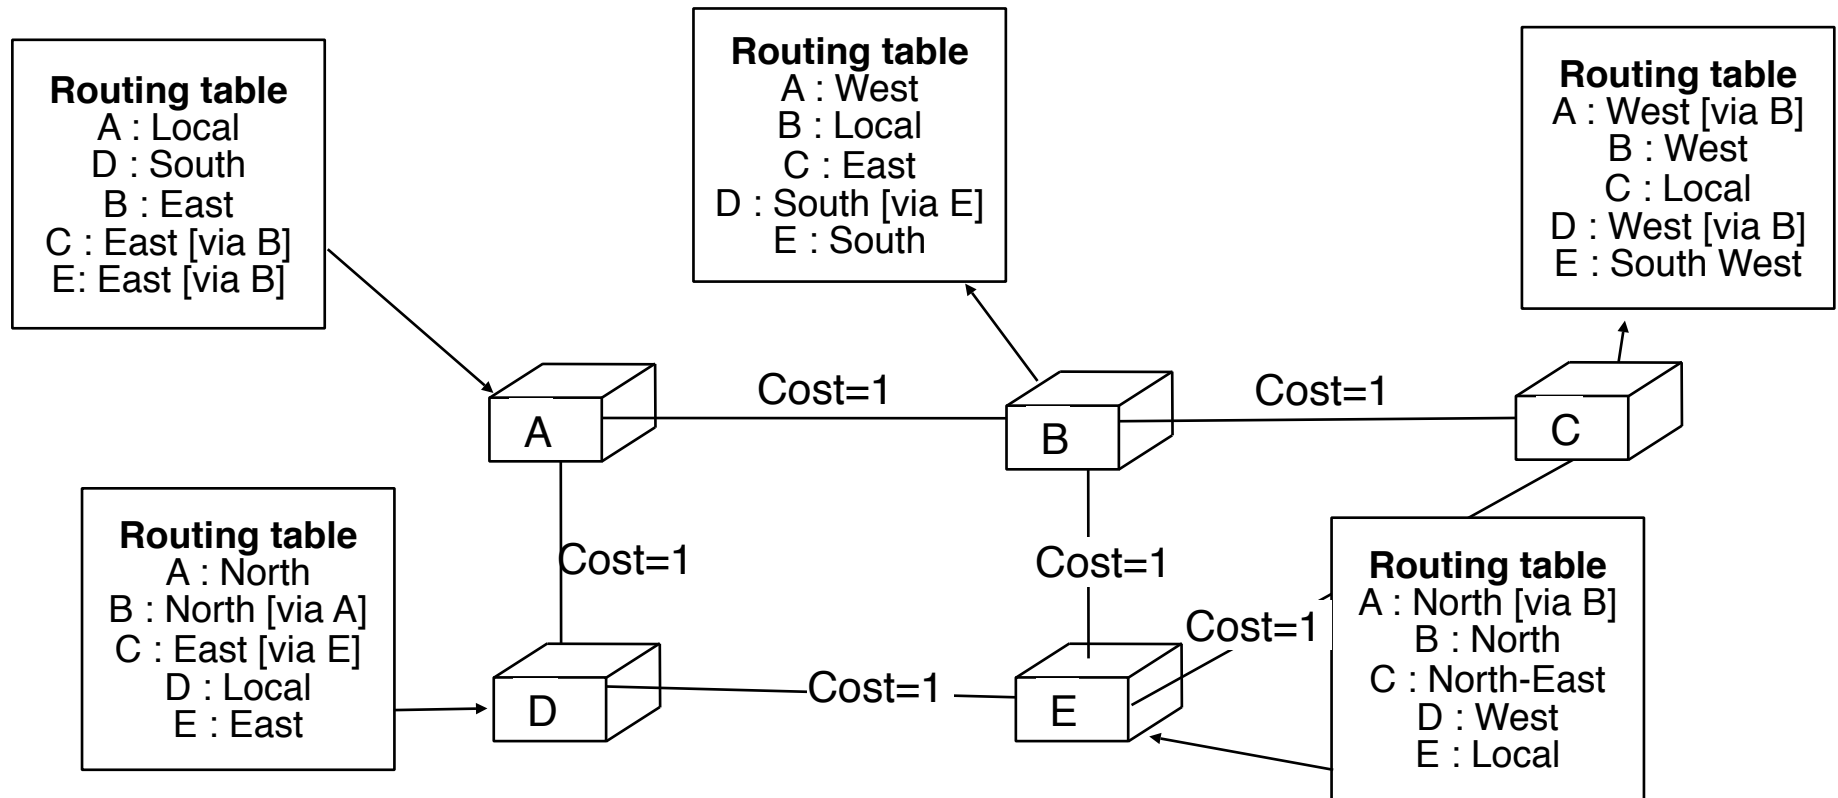 Routing table
A : Local
D : South
B : East
C : East [via B]
E: East [via B]
Routing table
A : West
B : Local
C : East
D : South [via E]
E : South
Routing table
A : West [via B]
B : West
C : Local
D : West [via B]
E : South West
Cost=1
Cost=1
A
B
C
Routing table
A : North
B : North [via A]
C : East [via E]
D : Local
E : East
Cost=1
Cost=1
Cost=1
Cost=1
D
E
Routing table
A : North [via B]
B : North
C : North-East
D : West
E : Local